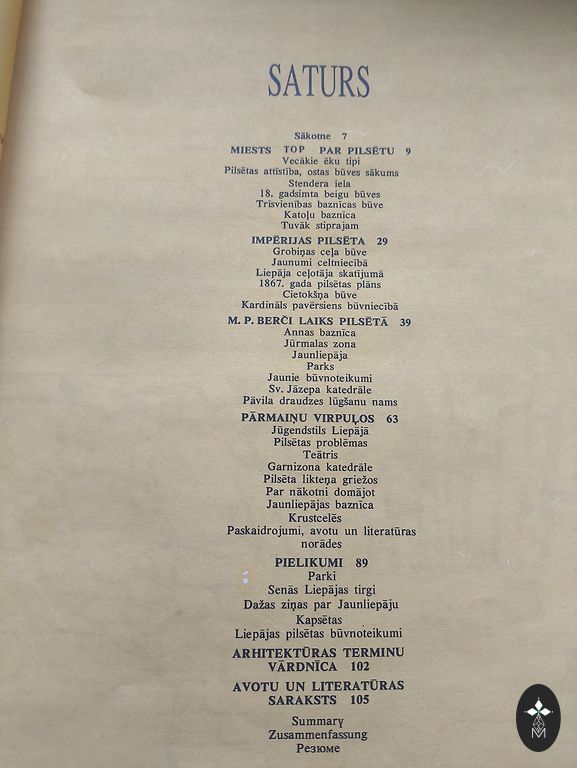 SATURS
Sākotne 7
MIESTS TOP PAR PILSĒTU 9
Vecākie ēku tipi
Pilsētas attīstība, ostas būves sākums
Stendera iela
18. gadsimta beigu būves
Trīsvienības baznīcas būve
Katoļu baznīca
Tuvāk stiprajam
IMPĒRIJAS PILSĒTA 29
Grobiņas ceļa būve
Jaunumi celtniecībā
Liepāja ceļotāja skatījumā
1867. gada pilsētas plāns
Cietokšņa būve
Kardināls pavērsiens būvniecībā
M. P. BERČI LAIKS PILSĒTĀ 39
Annas baznīca
Jūrmalas zona
Jaunliepāja
Parks
Jaunie būvnoteikumi
Sv. Jāzepa katedrāle
Pāvila draudzes lūgšanu nams
PĀRMAIŅU VIRPUĻOS 63
Jūgendstils Liepājā
Pilsētas problēmas
Teātris
Garnizona katedrāle
Pilsēta likteņa griežos
Par nākotni domājot
Jaunliepājas baznīca
Krustcelēs
Paskaidrojumi, avotu un literatūras
norādes
PIELIKUMI 89
Parki
Senās Liepājas tirgi
Dažas ziņas par Jaunliepāju
Kapsētas
Liepājas pilsētas būvnoteikumi
ARHITEKTŪRAS TERMINU
VĀRDNĪCA 102
AVOTU UN LITERATŪRAS
SARAKSTS 105
Summary
Zusammenfassung
Резюме